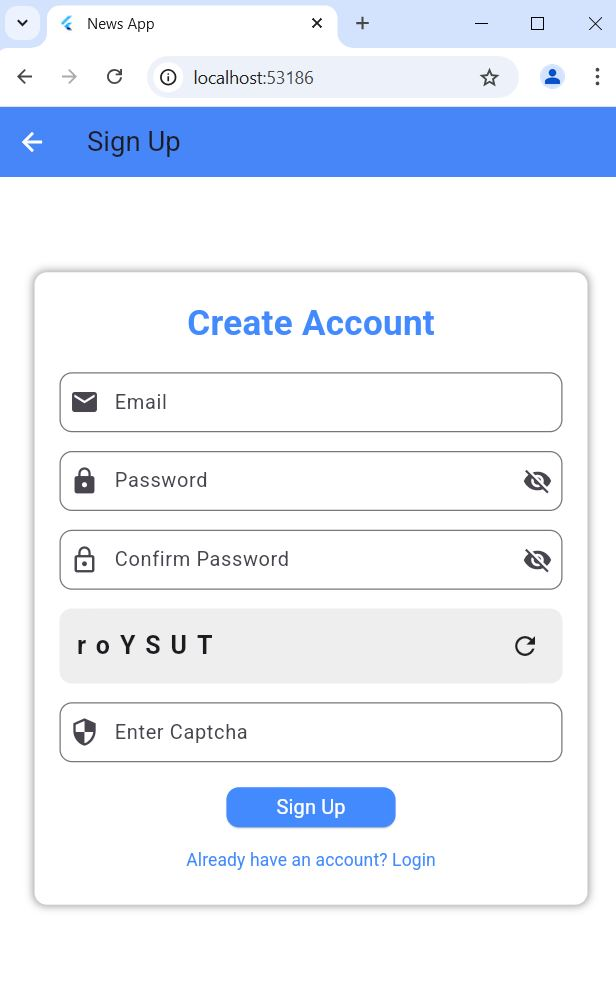 News App
localhost:53186
Sign Up
Create Account
Email
Password
Confirm Password
r o Y S U T
Enter Captcha
Sign Up
Already have an account? Login